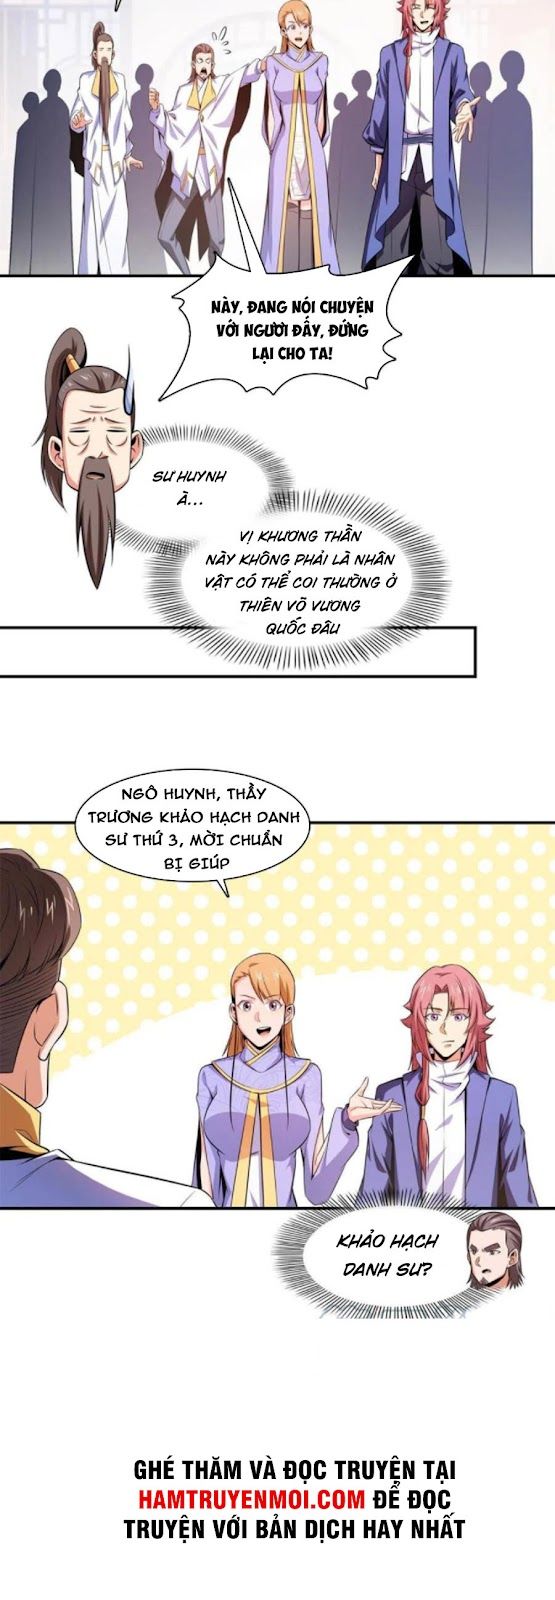 NÀY, ĐANG NÓI CHUYỆN
VỚI NGƯƠI ĐẤY, ĐỨNG
LẠI CHO TA!
SƯ HUYNH
À...
VỊ KHƯƠNG THẦN
NÀY KHÔNG PHẢI LÀ NHÂN
VẬT CÓ THỂ COI THƯỜNG Ở
THIÊN VÕ VƯƠNG
QUỐC ĐÂU
NGÔ HUYNH, THẦY
TRƯƠNG KHẢO HẠCH DANH
SƯ THỨ 3, MỜI CHUẨN
BỊ GIÚP
KHẢO HẠCH
DANH SƯ?
GHÉ THĂM VÀ ĐỌC TRUYỆN TẠI
HAMTRUYENMOI.COM ĐỂ ĐỌC
TRUYỆN VỚI BẢN DỊCH HAY NHẤT